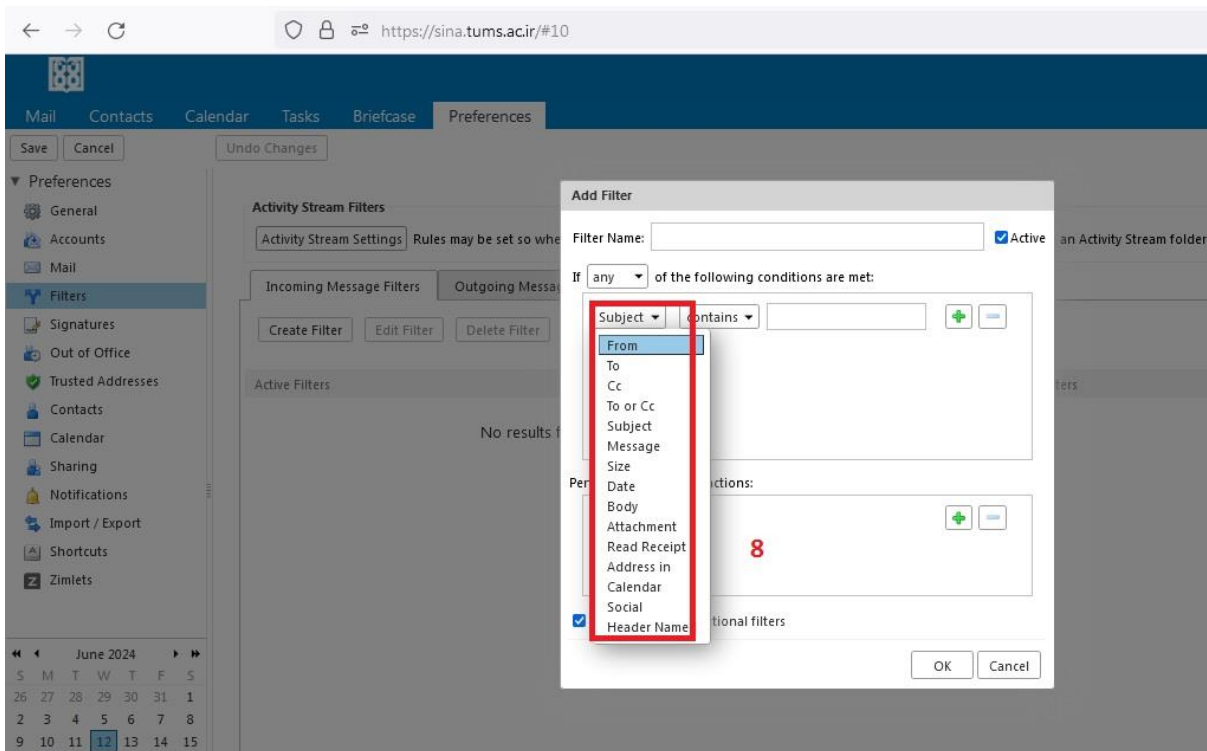 https://sina.tums.ac.ir/#10
Mail Contacts Calendar Tasks Briefcase Preferences
Save Cancel Undo Changes
Preferences
General
Accounts
Mail
Filters
Signatures
Out of Office
Trusted Addresses
Contacts
Calendar
Sharing
Notifications
Import / Export
Shortcuts
Zimlets
June 2024
S M T W T F S
26 27 28 29 30 31 1
2 3 4 5 6 7 8
9 10 11 12 13 14 15
Activity Stream Filters
Activity Stream Settings Rules may be set so whe
an Activity Stream folder
Incoming Message Filters Outgoing Messa
Create Filter Edit Filter Delete Filter
Active Filters
ters
No results f
Add Filter
Filter Name: Active
If any of the following conditions are met:
Subject contains
From
To
Cc
To or Cc
Subject
Message
Size
Date
Body
Attachment
Read Receipt
Address in
Calendar
Social
Header Name
Per ctions:
8
tional filters
OK Cancel